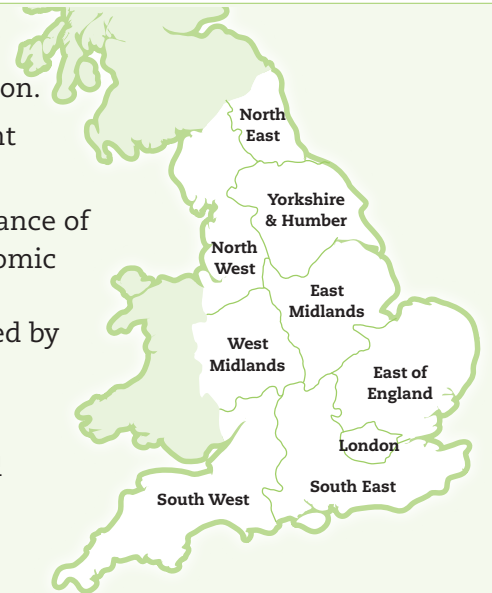 on.
nt
ance of
omic
ed by
North
East
Yorkshire
& Humber
North
West
East
Midlands
West
Midlands
East of
England
London
South East
South West